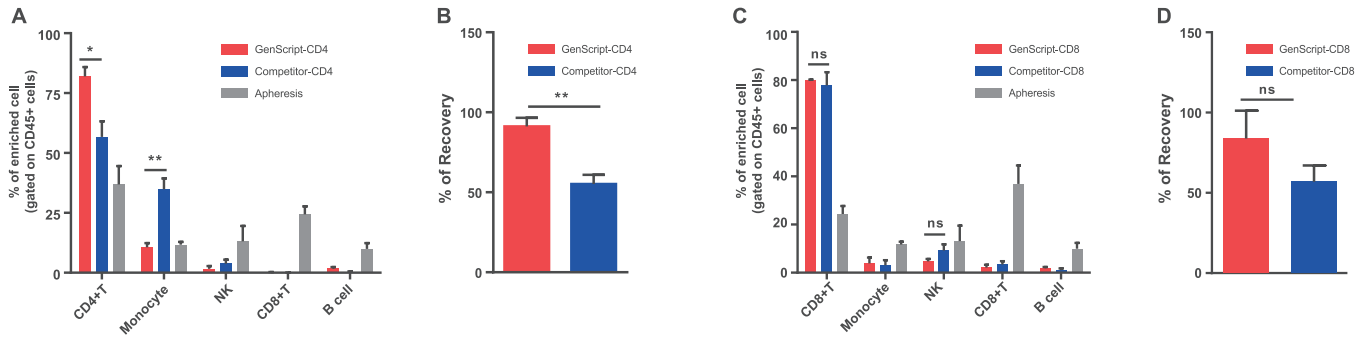 A
% of enriched cell
(gated on CD45+ cells)
100
75
50
25
0
*
**
GenScript-CD4
Competitor-CD4
Apheresis
CD4+T
Monocyte
NK
CD8+T
B cell
B
% of Recovery
150
100
50
0
GenScript-CD4
Competitor-CD4
**
C
% of enriched cell
(gated on CD45+ cells)
100
80
60
40
20
0
ns
ns
GenScript-CD8
Competitor-CD8
Apheresis
CD8+T
Monocyte
NK
CD8+T
B cell
D
% of Recovery
150
100
50
0
GenScript-CD8
Competitor-CD8
ns